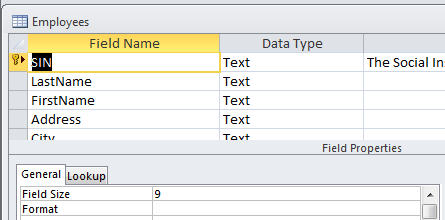 Employees
Field Name Data Type
SIN Text The Social Ins
LastName Text
FirstName Text
Address Text
City Text
Field Properties
General Lookup
Field Size 9
Format